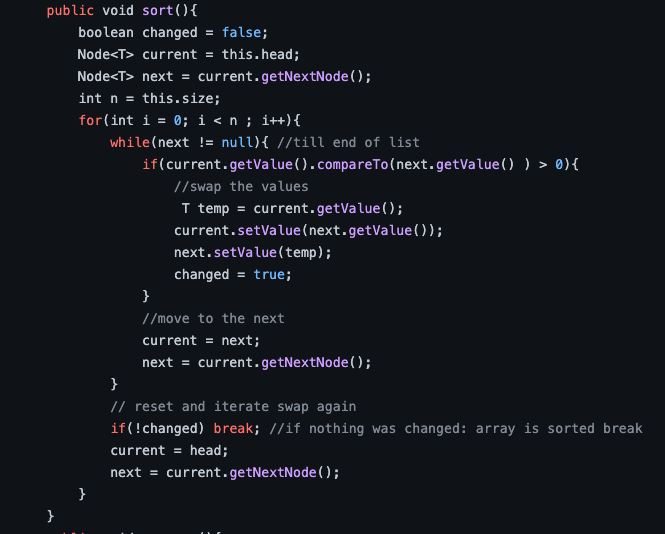 public void sort(){
boolean changed = false;
Node<T> current = this.head;
Node<T> next = current.getNextNode();
int n = this.size;
for(int i = 0; i < n ; i++){
while(next != null){ //till end of list
if(current.getValue().compareTo(next.getValue() ) > 0){
//swap the values
T temp = current.getValue();
current.setValue(next.getValue());
next.setValue(temp);
changed = true;
}
//move to the next
current = next;
next = current.getNextNode();
}
// reset and iterate swap again
if(!changed) break; //if nothing was changed: array is sorted break
current = head;
next = current.getNextNode();
}
}